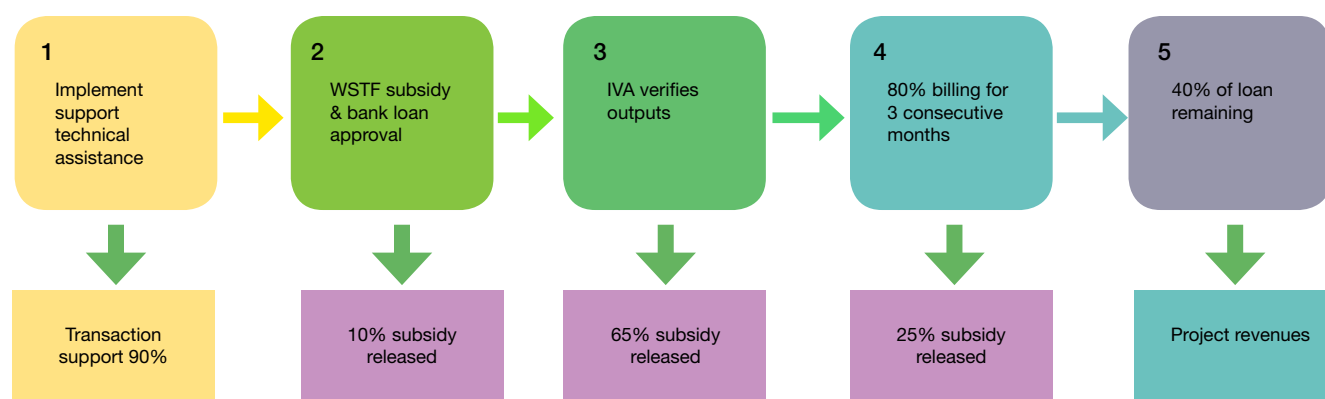 1
Implement
support
technical
assistance
2
WSTF subsidy
& bank loan
approval
3
IVA verifies
outputs
4
80% billing for
3 consecutive
months
5
40% of loan
remaining
Transaction
support 90%
10% subsidy
released
65% subsidy
released
25% subsidy
released
Project revenues